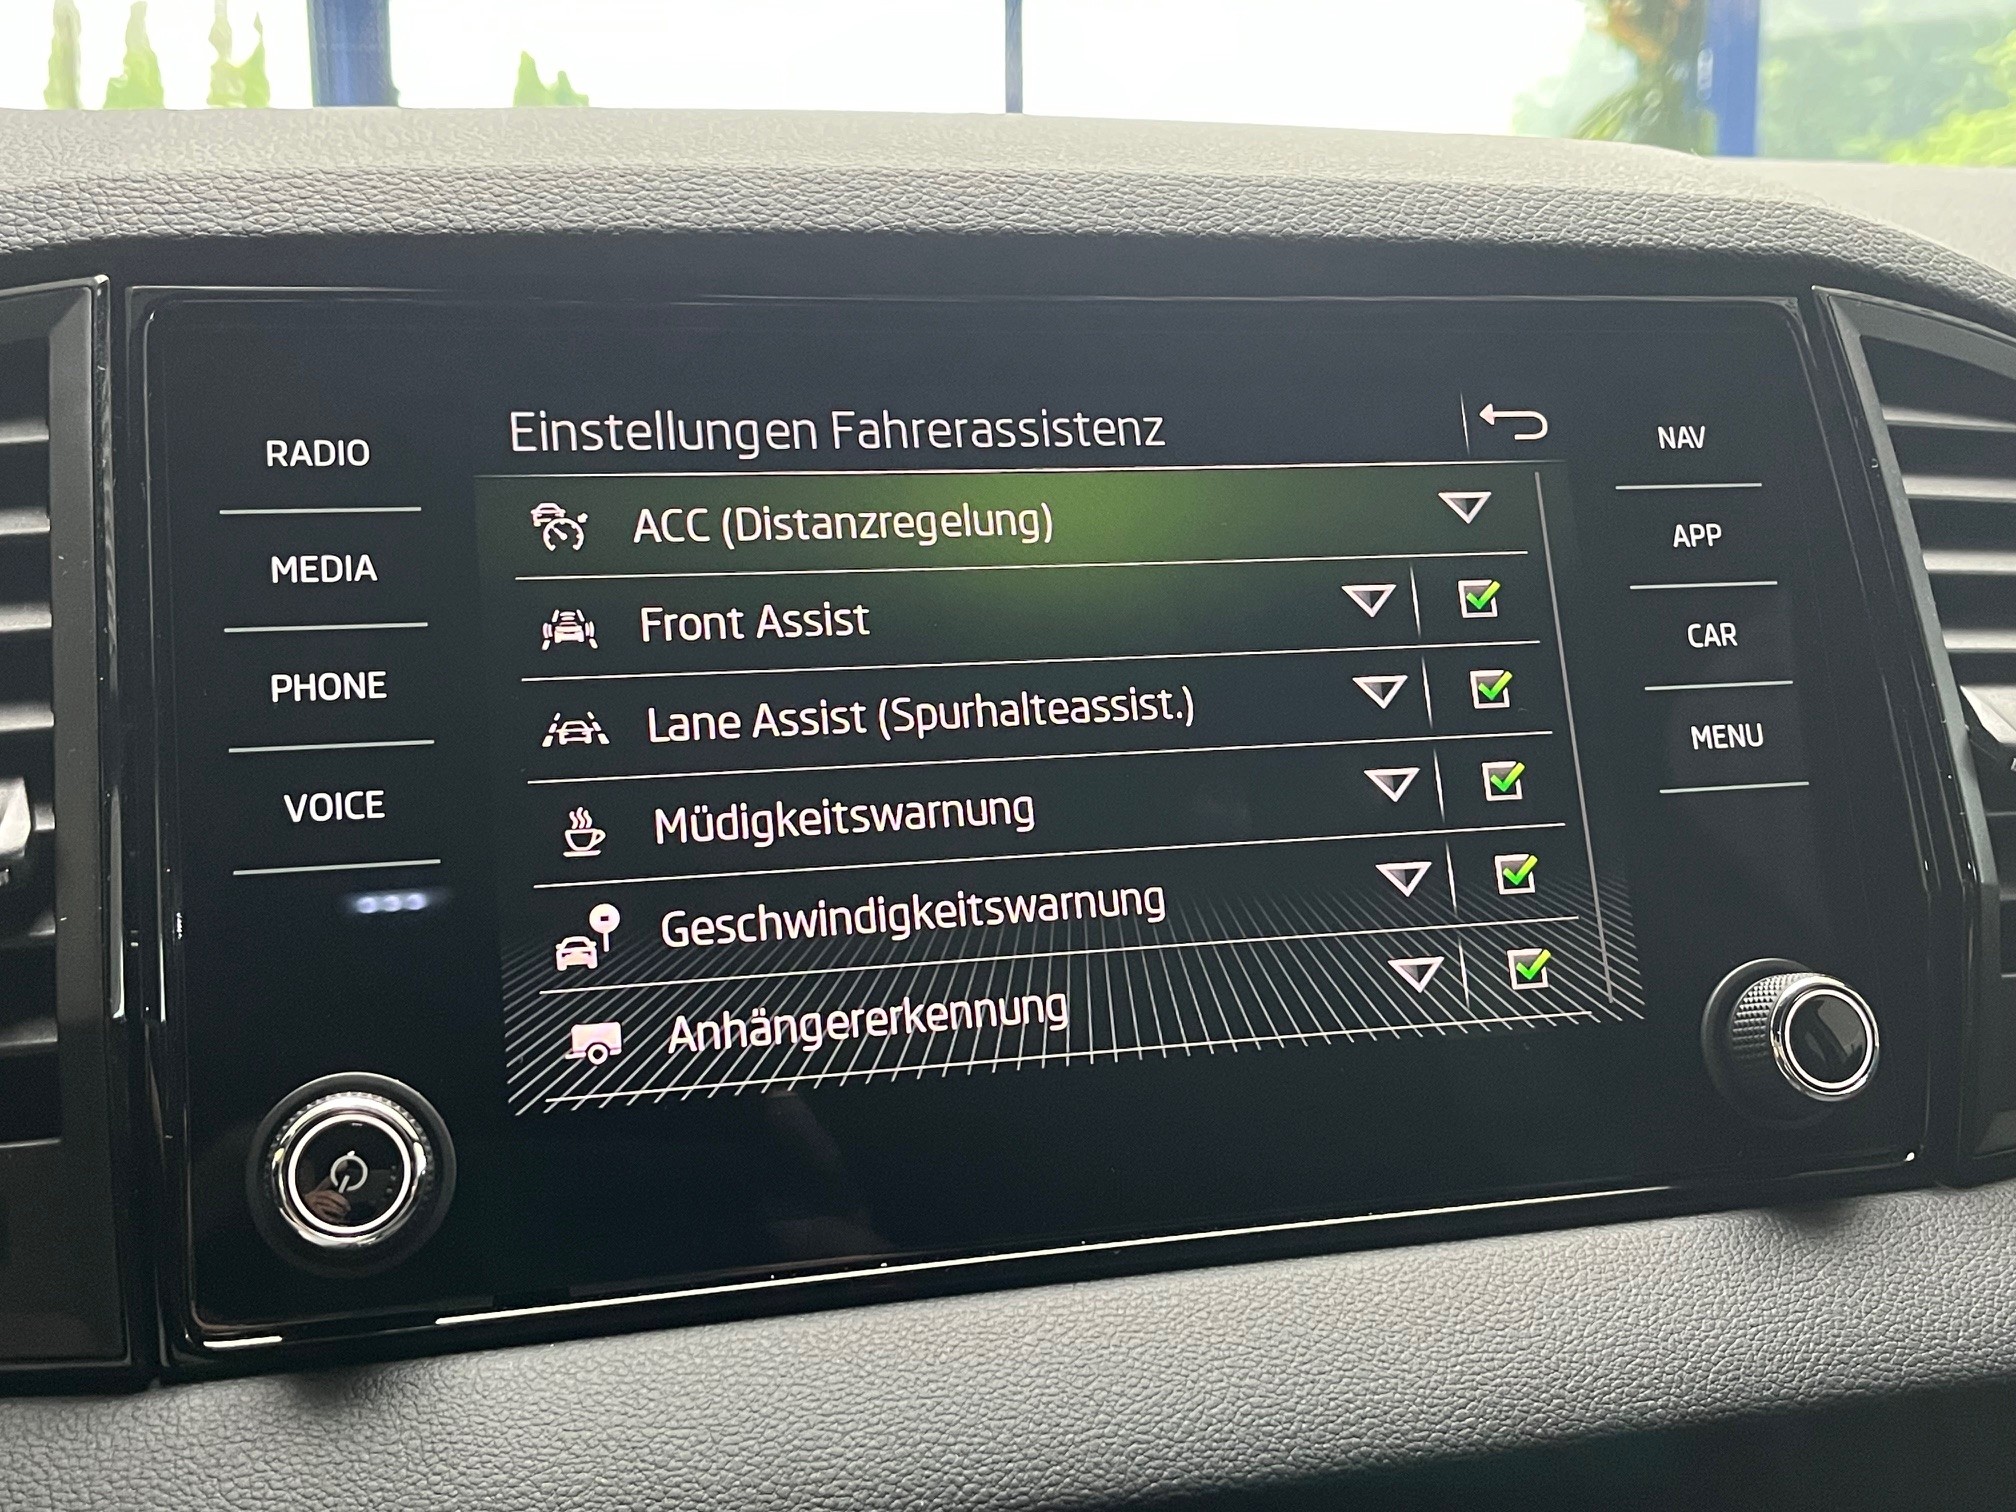 RADIO
MEDIA
PHONE
VOICE
Einstellungen Fahrerassistenz
ACC (Distanzregelung)
Front Assist
Lane Assist (Spurhalteassist.)
Müdigkeitswarnung
Geschwindigkeitswarnung
Anhängererkennung
NAV
APP
CAR
MENU